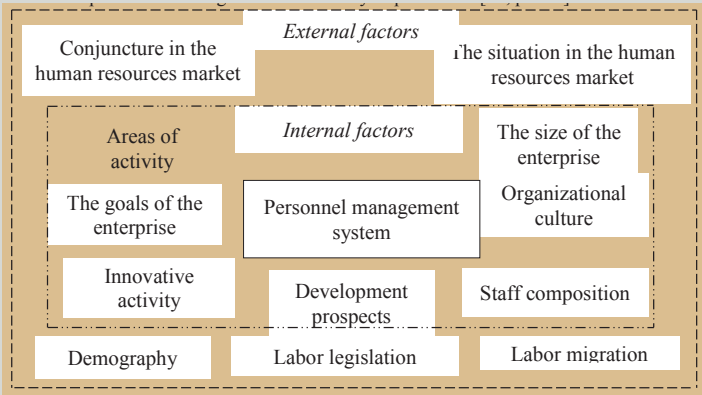 External factors
Conjuncture in the
human resources market
The situation in the human
resources market
Internal factors
Areas of
activity
The size of the
enterprise
The goals of the
enterprise
Personnel management
system
Organizational
culture
Innovative
activity
Development
prospects
Staff composition
Demography
Labor legislation
Labor migration